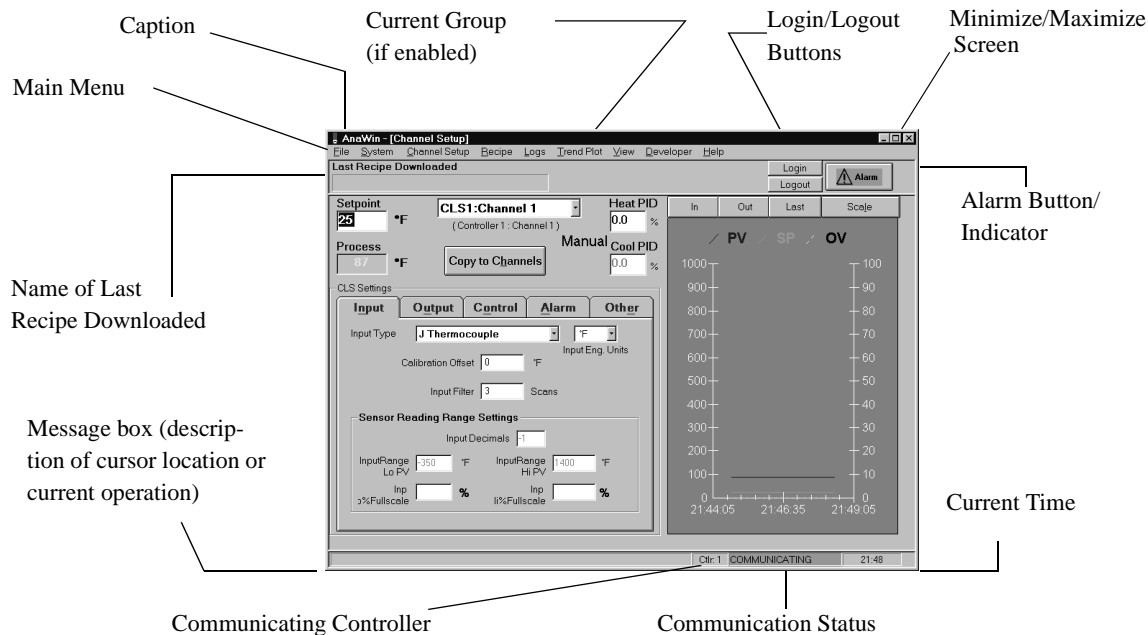 Caption
Current Group
(if enabled)
Login/Logout
Buttons
Minimize/Maximize
Screen
Main Menu
AnaWin - [Channel Setup]
File System Channel Setup Recipe Logs Trend Plot View Developer Help
Last Recipe Downloaded
Login
Logout
Alarm
Alarm Button/
Indicator
Name of Last
Recipe Downloaded
Setpoint
25 °F
CLS1:Channel 1
(Controller 1 : Channel 1)
Heat PID
0.0 %
Process
87 °F
Copy to Channels
Manual
Cool PID
0.0 %
In Out Last Scale
PV SP OV
CLS Settings
Input Output Control Alarm Other
Input Type J Thermocouple °F
Input Eng. Units
Calibration Offset 0 °F
Input Filter 3 Scans
Sensor Reading Range Settings
Input Decimals -1
InputRange
Lo PV
-350 °F
InputRange
Hi PV
1400 °F
Inp
o%Fullscale
%
Inp
li%Fullscale
%
1000 100
900 90
800 80
700 70
600 60
500 50
400 40
300 30
200 20
100 10
0 0
21:44:05 21:46:35 21:49:05
Message box (descrip-
tion of cursor location or
current operation)
Current Time
Ctlr: 1 COMMUNICATING 21:48
Communicating Controller
Communication Status